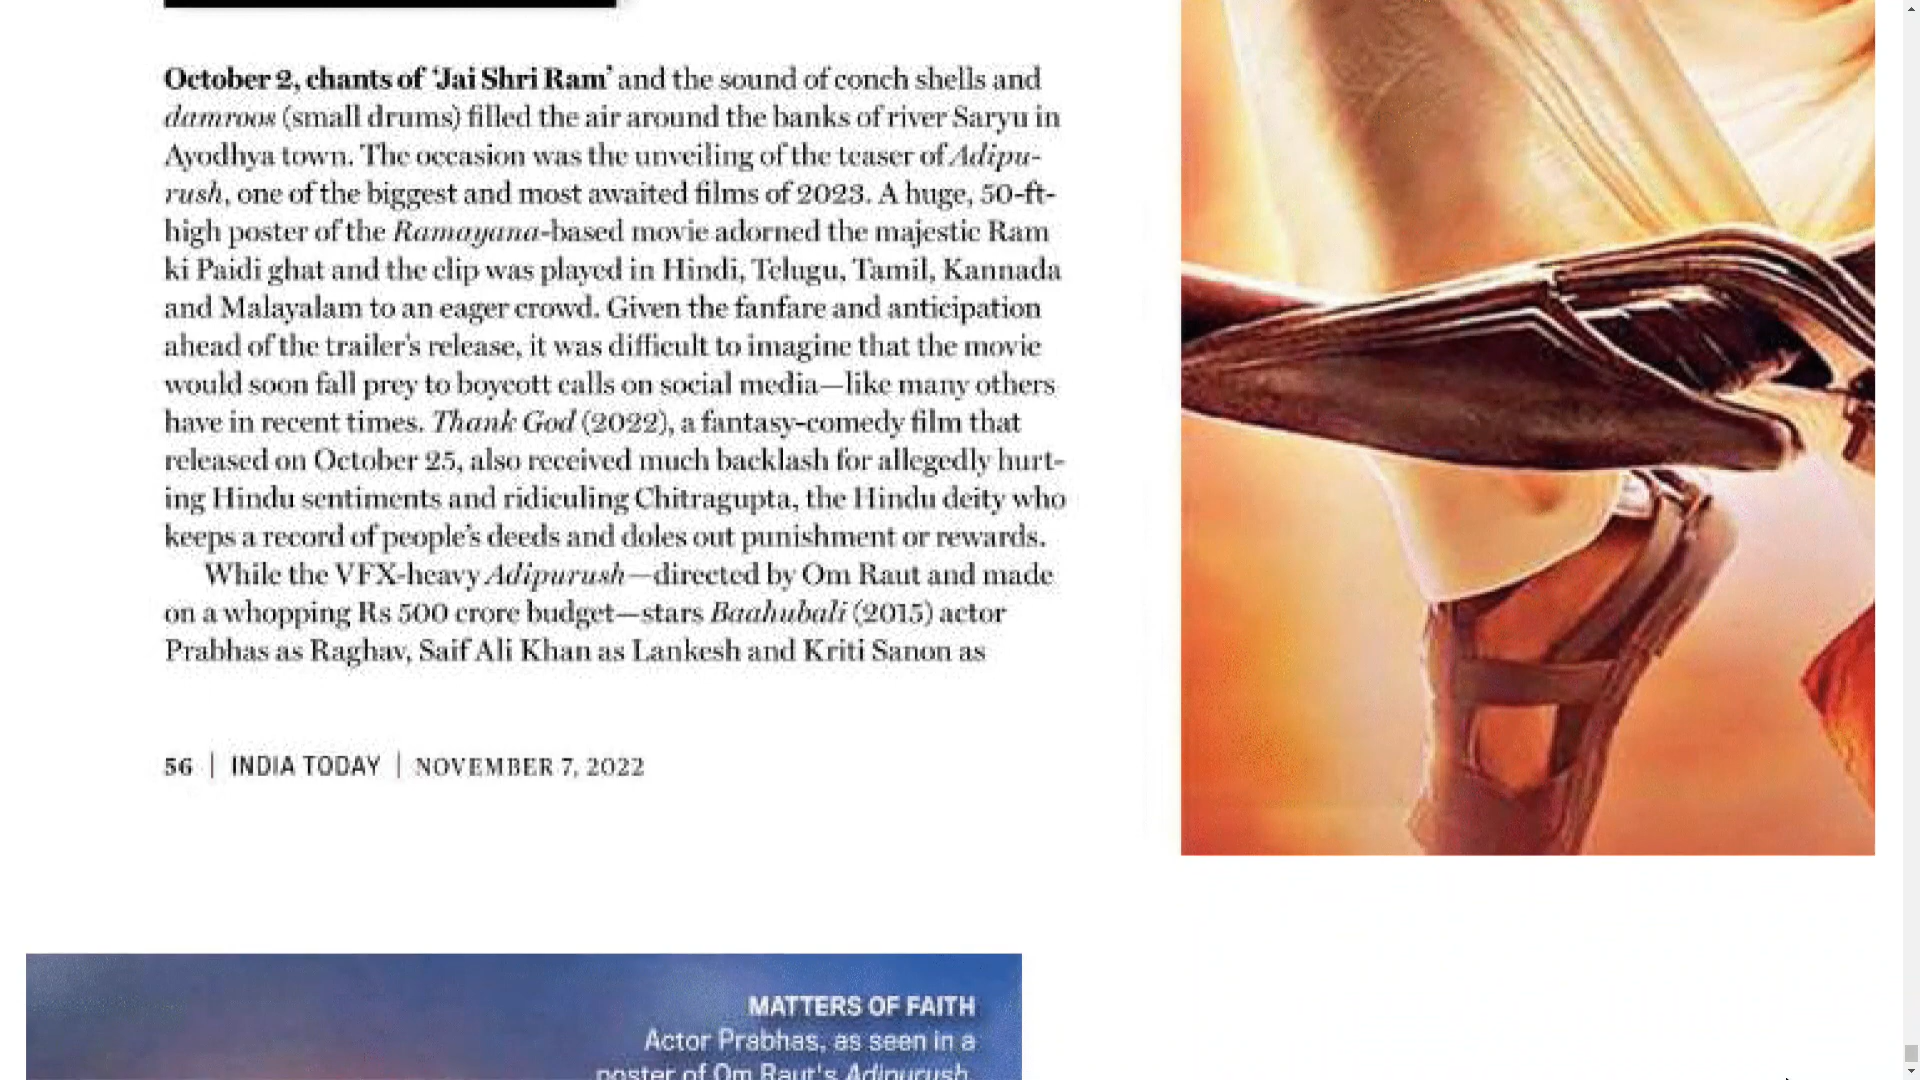 October 2, chants of ‘Jai Shri Ram’ and the sound of conch shells and
damroos (small drums) filled the air around the banks of river Saryu in
Ayodhya town. The occasion was the unveiling of the teaser of Adipu-
rush, one of the biggest and most awaited films of 2023. A huge, 50-ft-
high poster of the Ramayana-based movie adorned the majestic Ram
ki Paidi ghat and the clip was played in Hindi, Telugu, Tamil, Kannada
and Malayalam to an eager crowd. Given the fanfare and anticipation
ahead of the trailer’s release, it was difficult to imagine that the movie
would soon fall prey to boycott calls on social media—like many others
have in recent times. Thank God (2022), a fantasy-comedy film that
released on October 25, also received much backlash for allegedly hurt-
ing Hindu sentiments and ridiculing Chitragupta, the Hindu deity who
keeps a record of people’s deeds and doles out punishment or rewards.
While the VFX-heavy Adipurush—directed by Om Raut and made
on a whopping Rs 500 crore budget—stars Baahubali (2015) actor
Prabhas as Raghav, Saif Ali Khan as Lankesh and Kriti Sanon as
56 | INDIA TODAY | NOVEMBER 7, 2022
MATTERS OF FAITH
Actor Prabhas, as seen in a
poster of Om Raut's Adipurush,